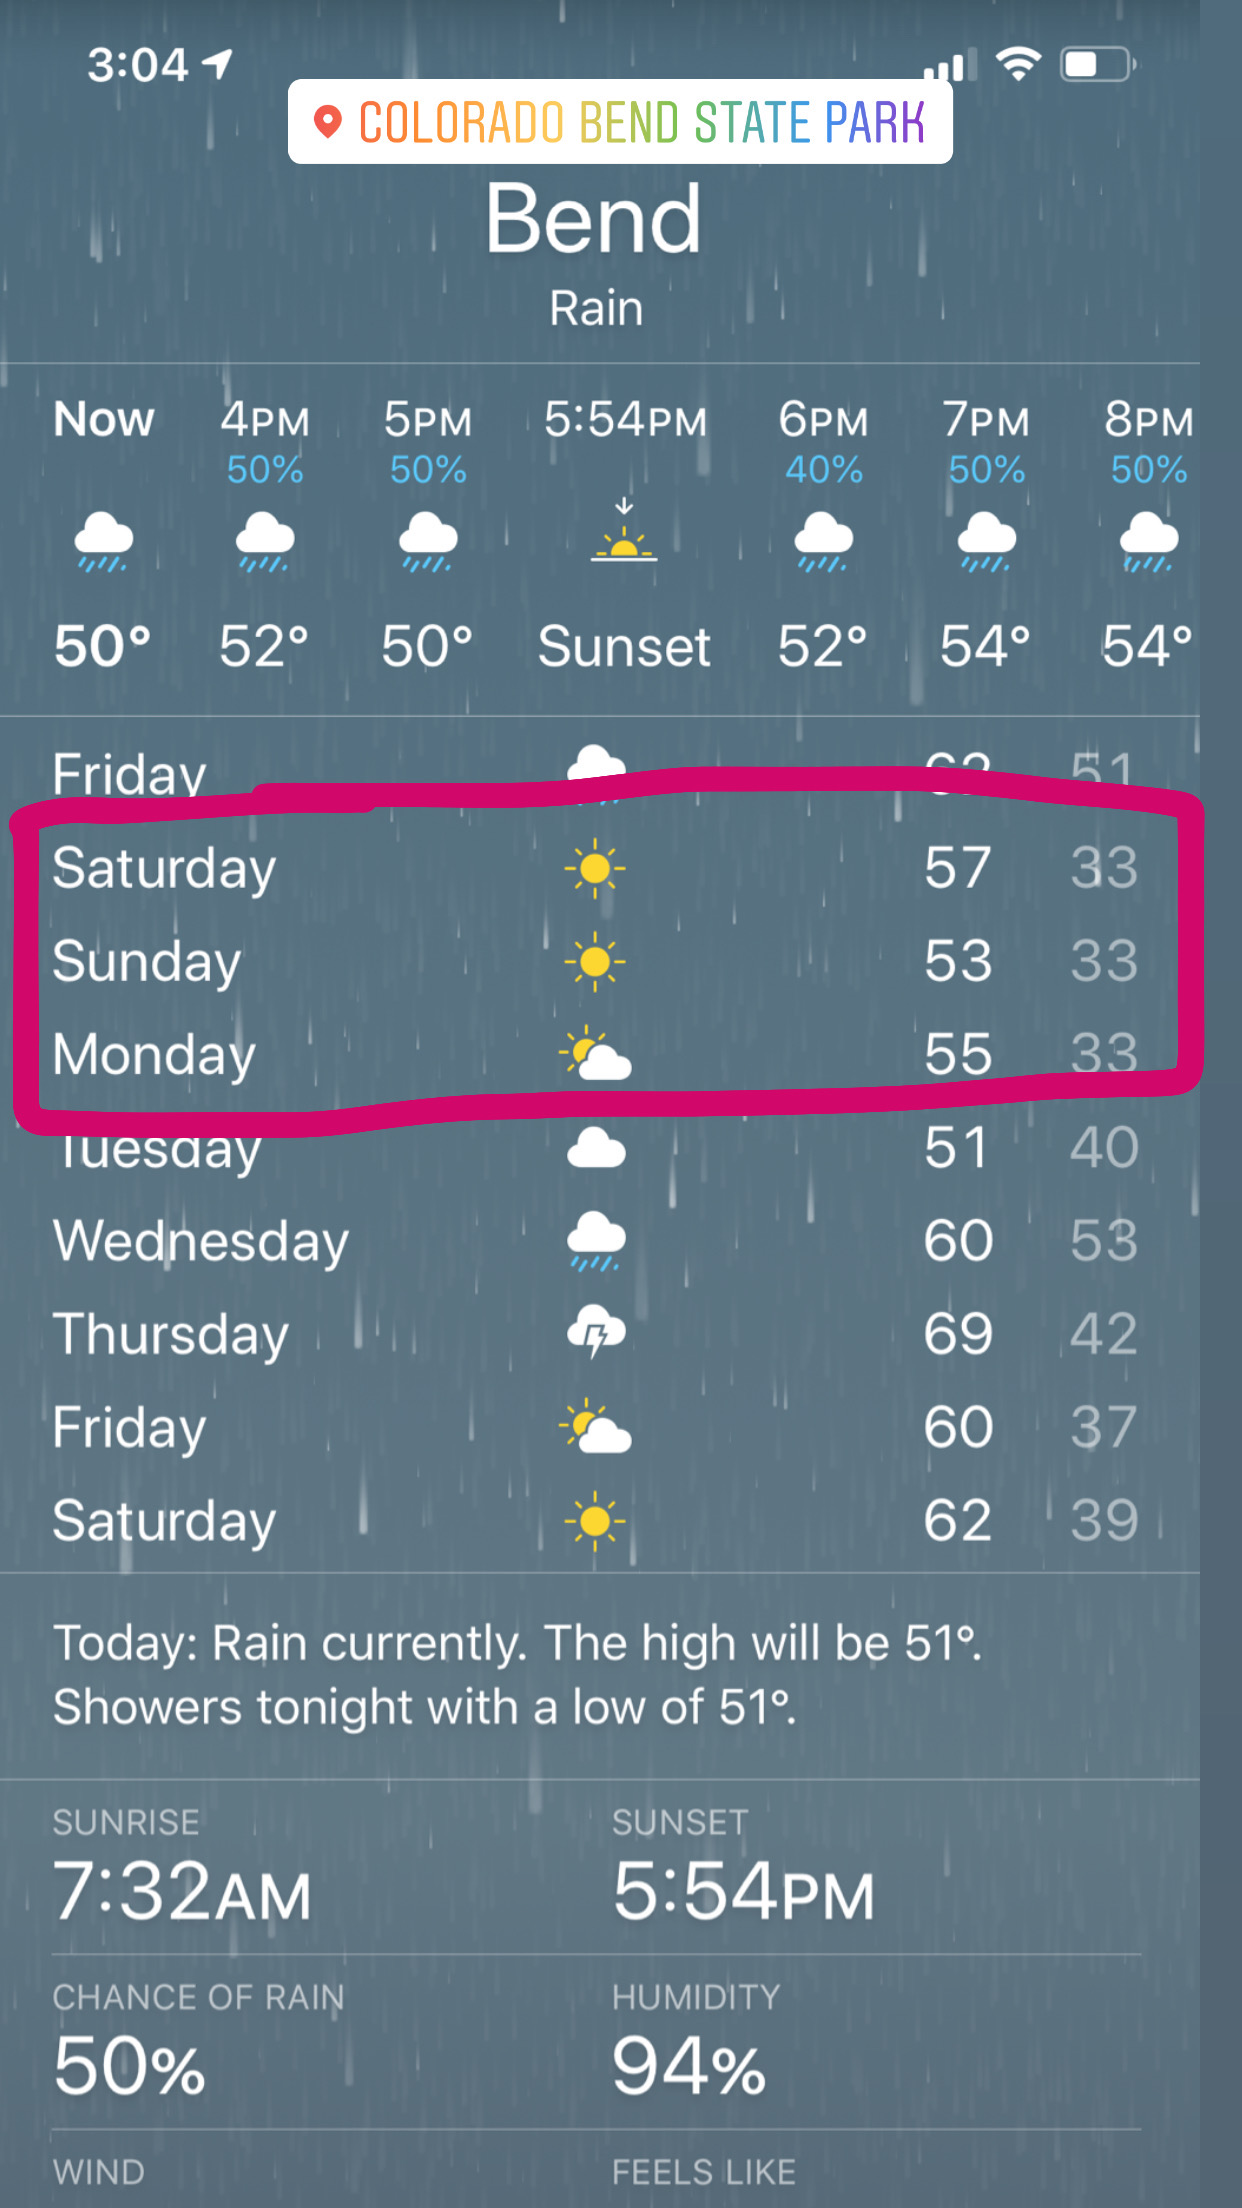 3:04
COLORADO BEND STATE PARK
Bend
Rain
Now 4PM 5PM 5:54PM 6PM 7PM 8PM
50% 50% 40% 50% 50%
50° 52° 50° Sunset 52° 54° 54°
Friday 62 51
Saturday 57 33
Sunday 53 33
Monday 55 33
Tuesday 51 40
Wednesday 60 53
Thursday 69 42
Friday 60 37
Saturday 62 39
Today: Rain currently. The high will be 51°.
Showers tonight with a low of 51°.
SUNRISE SUNSET
7:32AM 5:54PM
CHANCE OF RAIN HUMIDITY
50% 94%
WIND FEELS LIKE